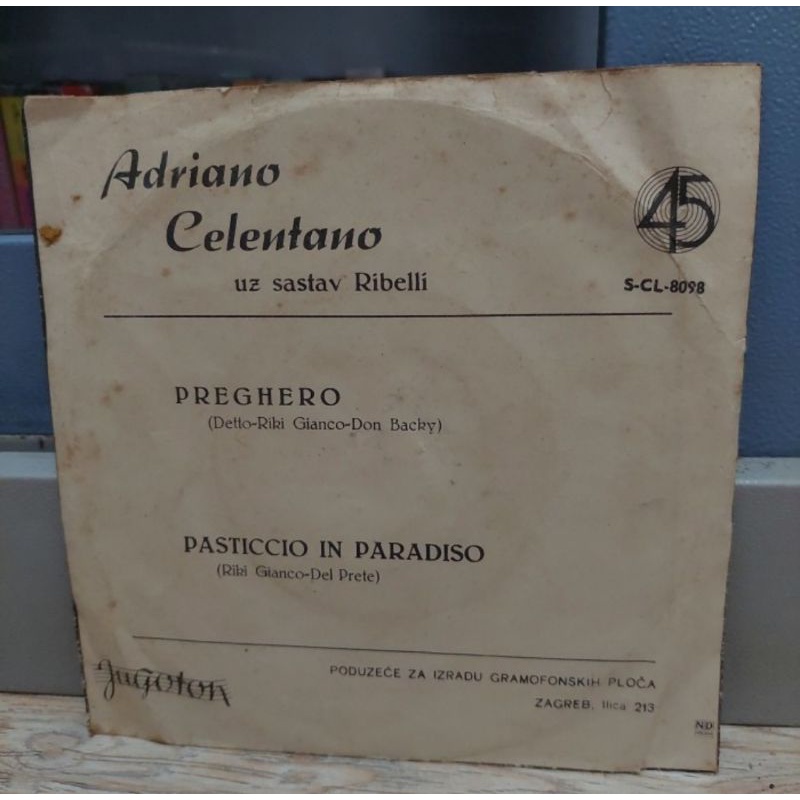 Adriano
Celentano
uz sastav Ribelli
45
S-CL-8098
PREGHERO
(Detto-Riki Gianco-Don Backy)
PASTICCIO IN PARADISO
(Riki Gianco-Del Prete)
Jugoton
PODUZEĆE ZA IZRADU GRAMOFONSKIH PLOČA
ZAGREB, Ilica 213
ND